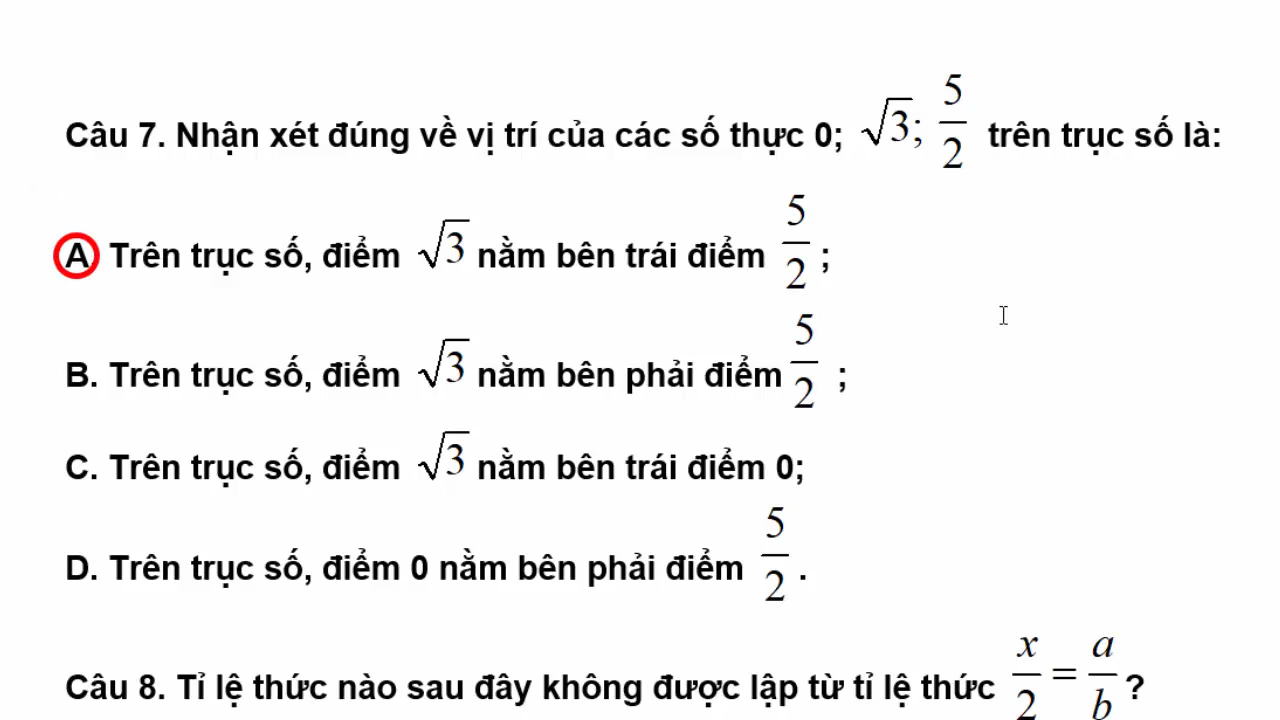 Câu 7. Nhận xét đúng về vị trí của các số thực 0; √3; 5/2 trên trục số là:
A Trên trục số, điểm √3 nằm bên trái điểm 5/2 ;
B. Trên trục số, điểm √3 nằm bên phải điểm 5/2 ;
C. Trên trục số, điểm √3 nằm bên trái điểm 0;
D. Trên trục số, điểm 0 nằm bên phải điểm 5/2 .
Câu 8. Tỉ lệ thức nào sau đây không được lập từ tỉ lệ thức x/2 = a/b ?